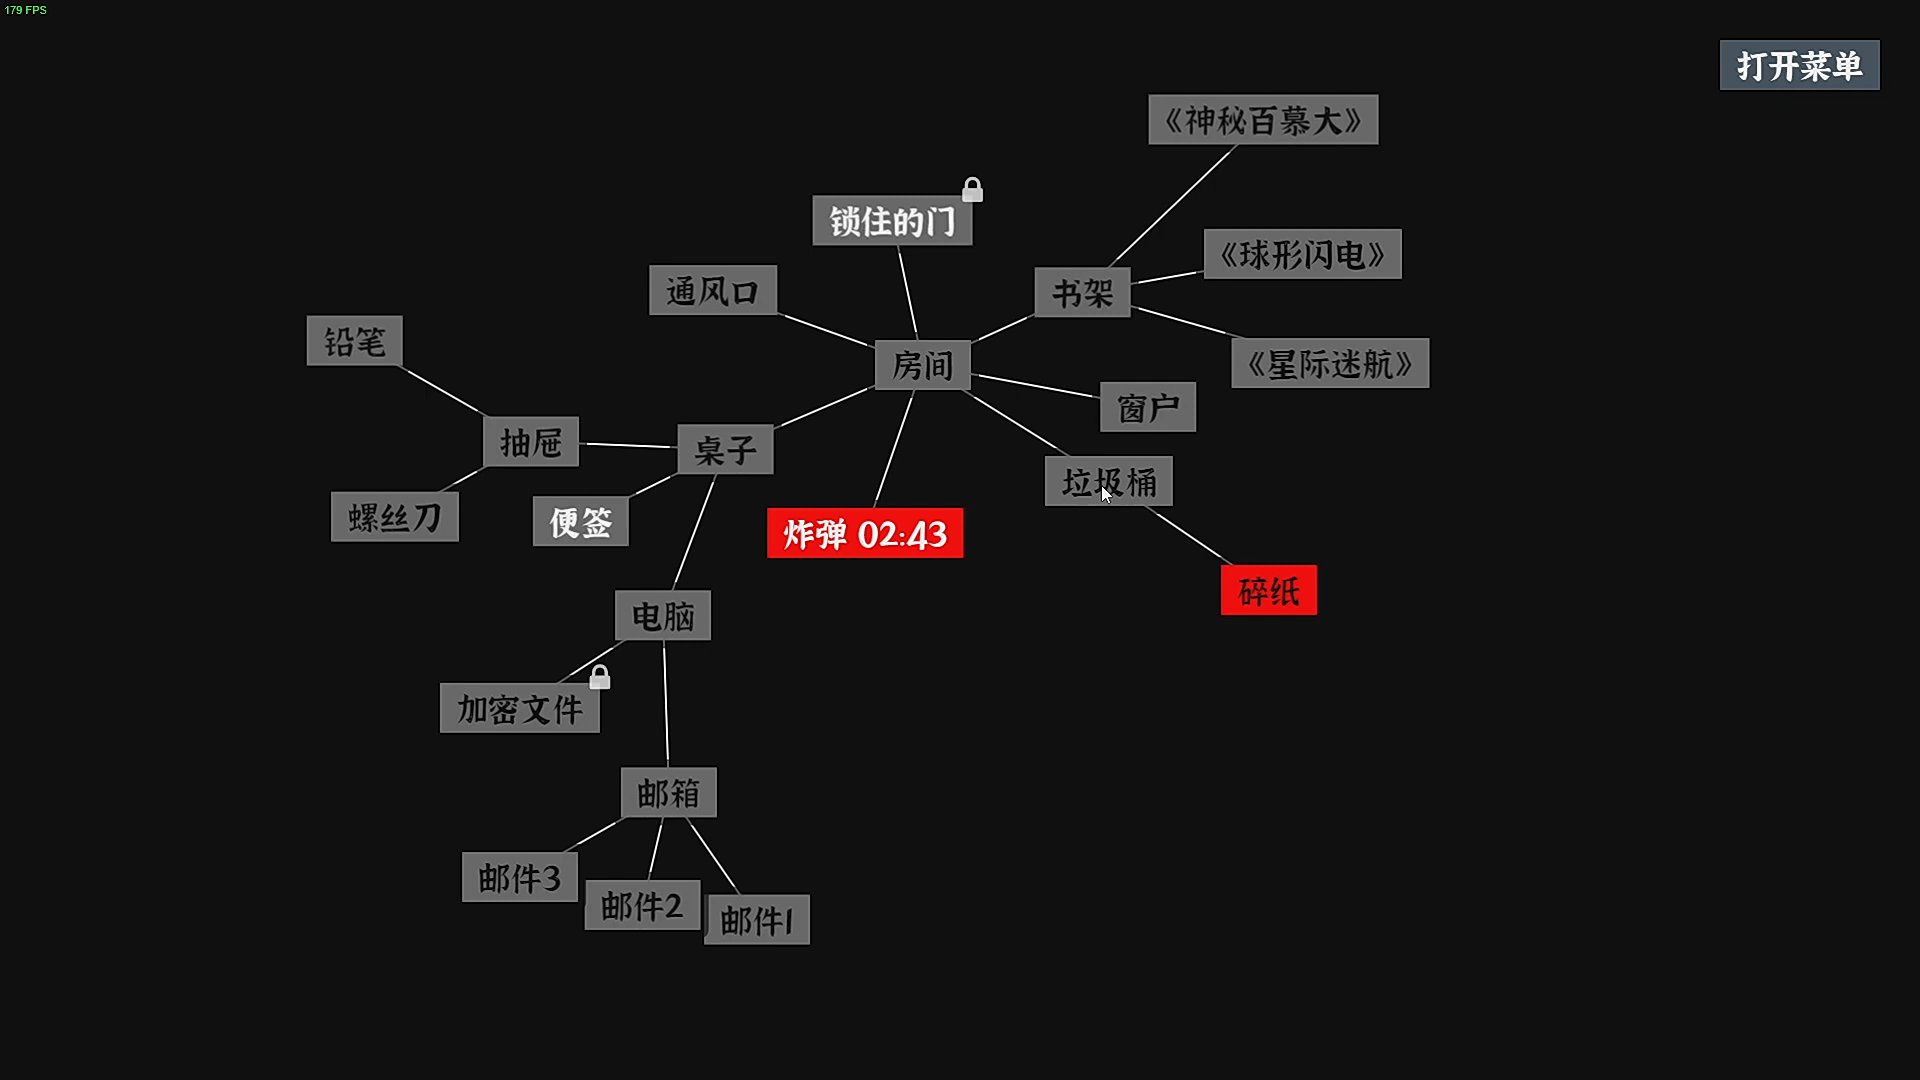 179 FPS
打开菜单
《神秘百慕大》
锁住的门
《球形闪电》
通风口
书架
铅笔
房间
《星际迷航》
窗户
抽屉
桌子
垃圾桶
螺丝刀
便签
炸弹 02:43
碎纸
电脑
加密文件
邮箱
邮件3
邮件2
邮件1